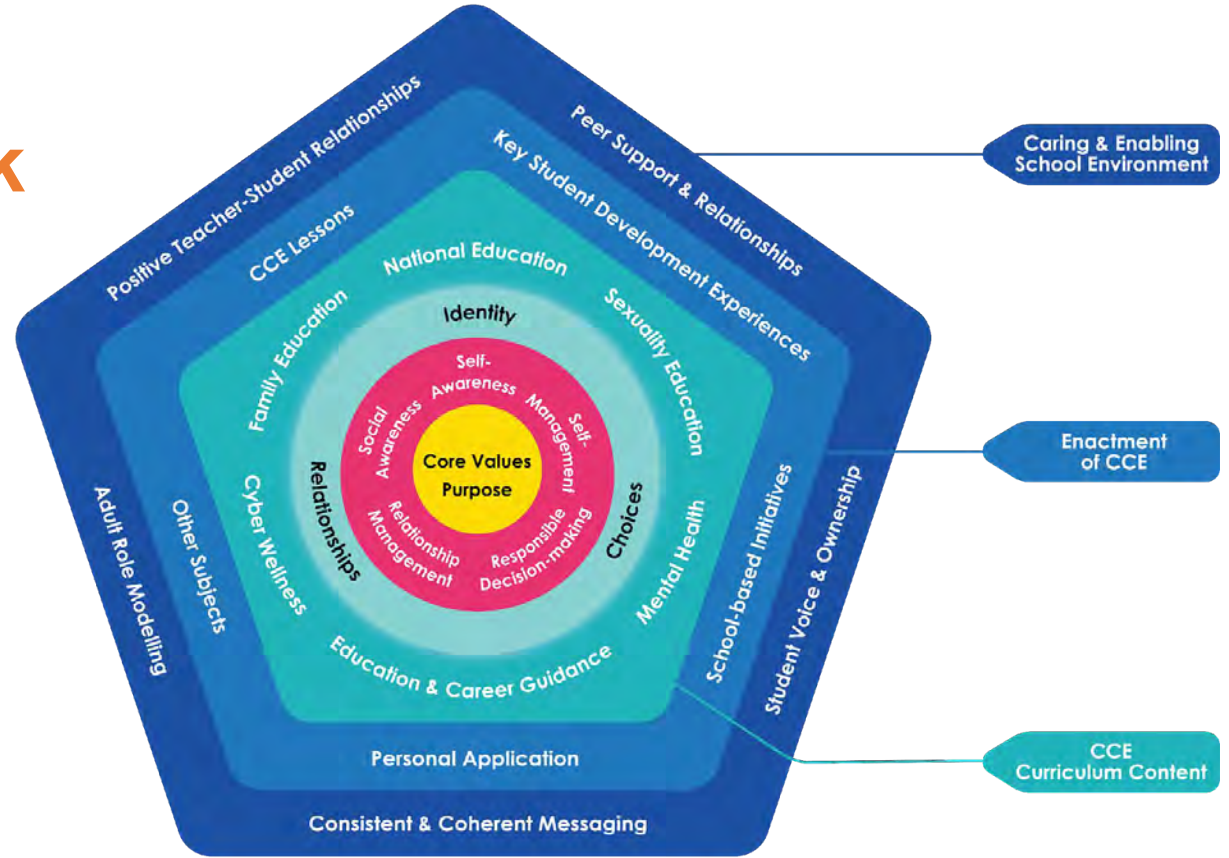 k
Positive Teacher-Student Relationships
Peer Support & Relationships
Adult Role Modelling
Student Voice & Ownership
Consistent & Coherent Messaging
CCE Lessons
Key Student Development Experiences
Other Subjects
School-based Initiatives
Personal Application
National Education
Family Education
Sexuality Education
Cyber Wellness
Mental Health
Education & Career Guidance
Identity
Relationships
Choices
Self-
Awareness
Social
Awareness
Self-
Management
Relationship
Management
Responsible
Decision-making
Core Values
Purpose
Caring & Enabling
School Environment
Enactment
of CCE
CCE
Curriculum Content